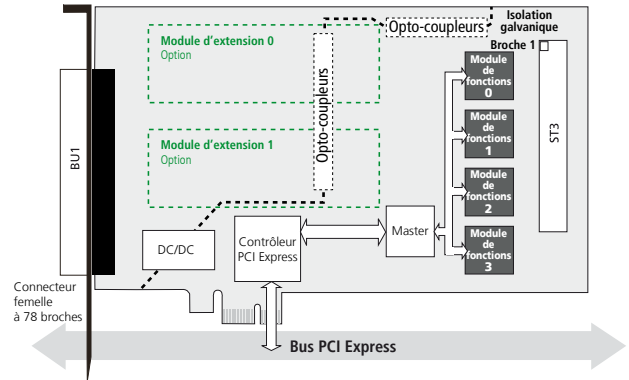 Opto-coupleurs
Isolation
galvanique
Broche 1
Module d'extension 0
Option
Opto-coupleurs
Module
de
fonctions
0
BU1
ST3
Module
de
fonctions
1
Module d'extension 1
Option
Module
de
fonctions
2
DC/DC
Contrôleur
PCI Express
Master
Module
de
fonctions
3
Connecteur
femelle
à 78 broches
Bus PCI Express